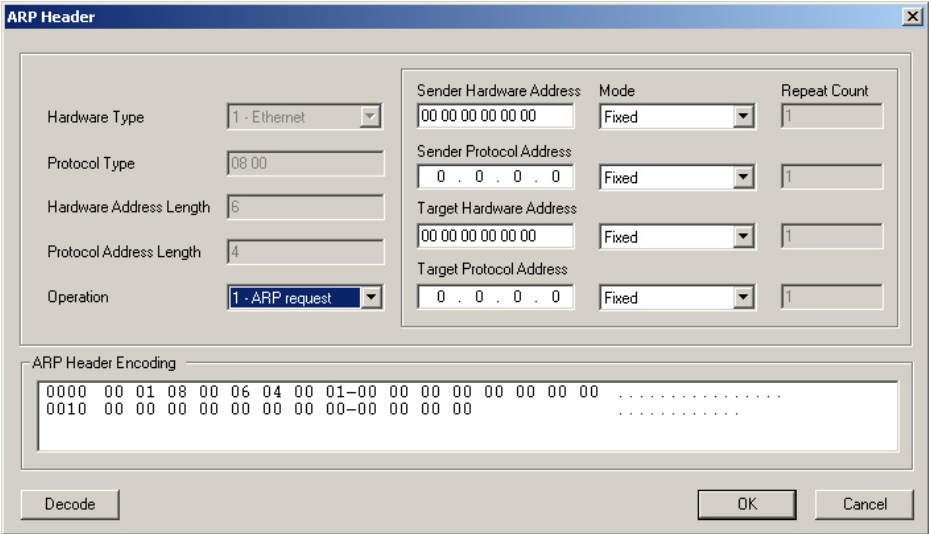 ARP Header
Hardware Type
1 - Ethernet
Protocol Type
08 00
Hardware Address Length
6
Protocol Address Length
4
Operation
1 - ARP request
Sender Hardware Address Mode Repeat Count
00 00 00 00 00 00 Fixed 1
Sender Protocol Address
0 . 0 . 0 . 0 Fixed 1
Target Hardware Address
00 00 00 00 00 00 Fixed 1
Target Protocol Address
0 . 0 . 0 . 0 Fixed 1
ARP Header Encoding
0000 00 01 08 00 06 04 00 01-00 00 00 00 00 00 00 00 ................
0010 00 00 00 00 00 00 00 00-00 00 00 00 ............
Decode OK Cancel